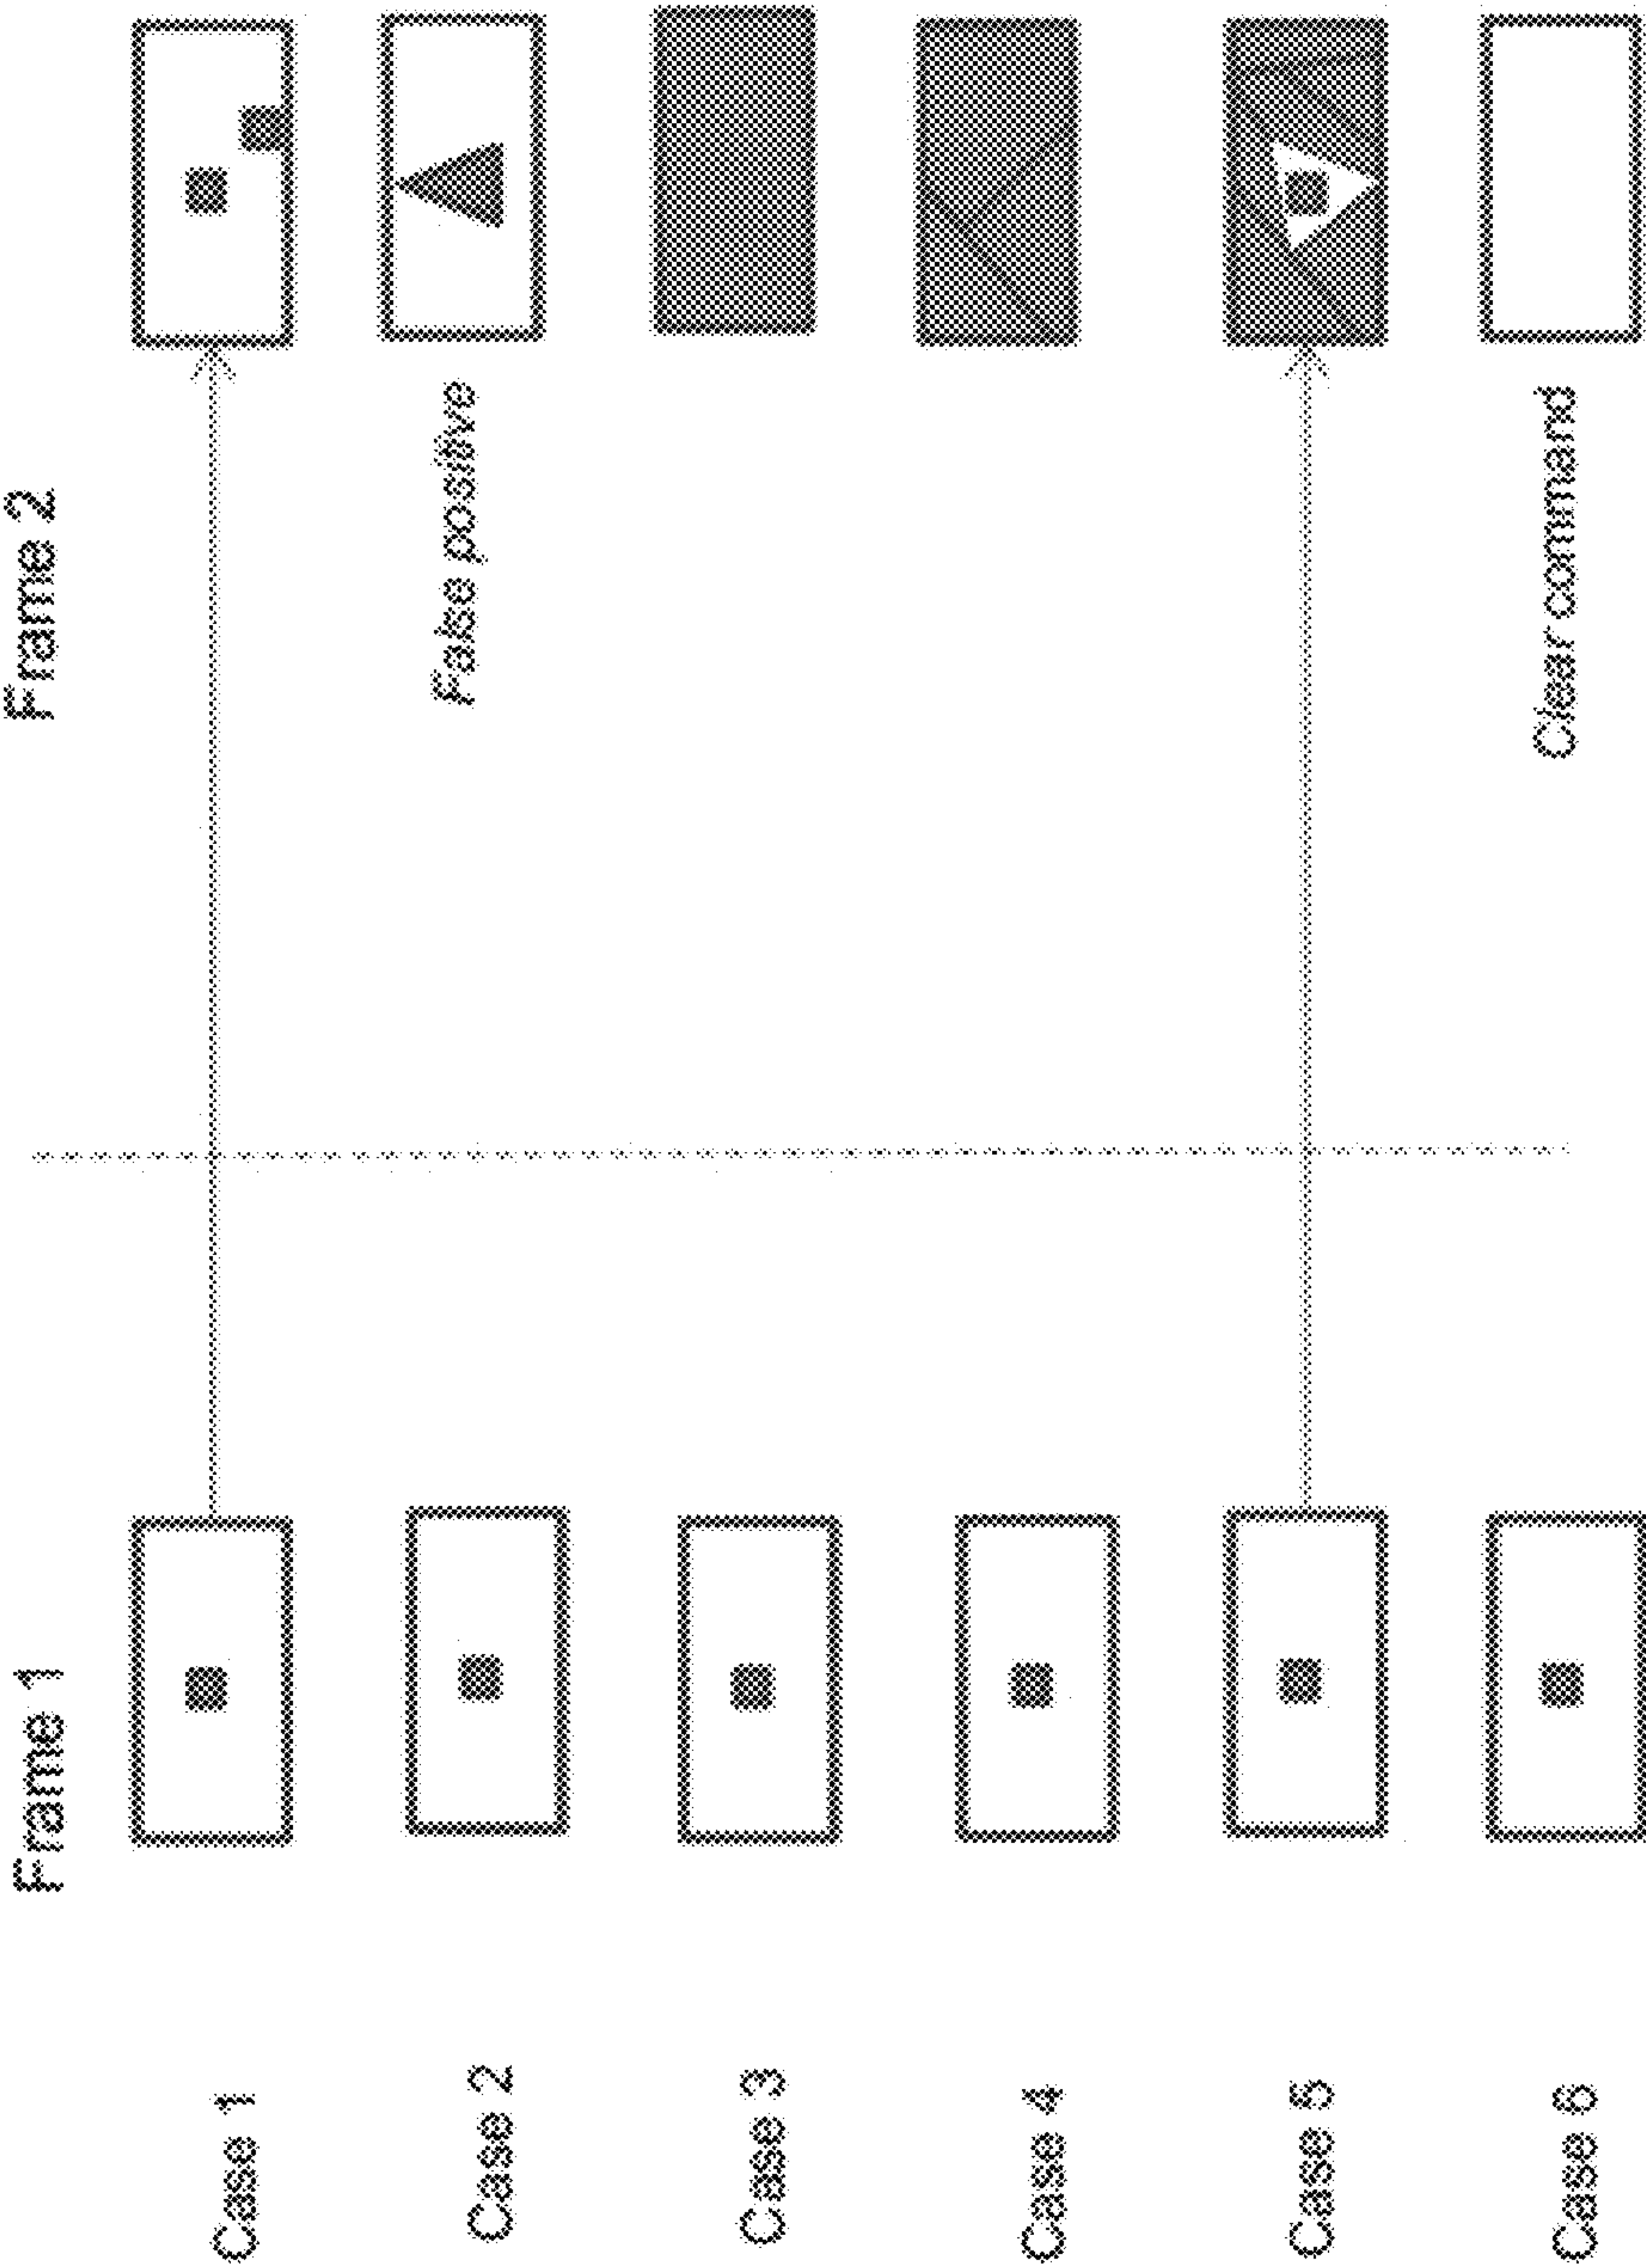 Frame 1
Frame 2
Case 1
Case 2
False positive
Case 3
Case 4
Case 5
Case 6
Clear command